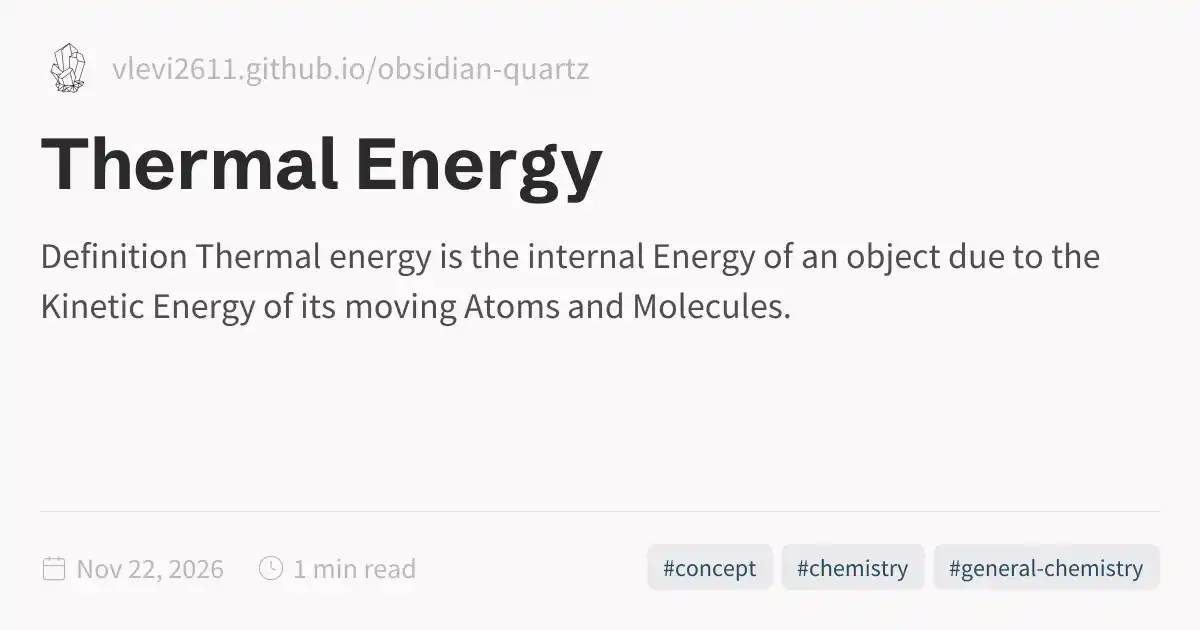 vlevi2611.github.io/obsidian-quartz
Thermal Energy
Definition Thermal energy is the internal Energy of an object due to the
Kinetic Energy of its moving Atoms and Molecules.
Nov 22, 2026 1 min read #concept #chemistry #general-chemistry